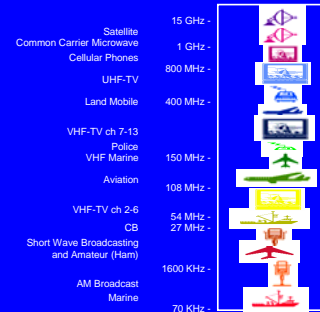 15 GHz -
Satellite
Common Carrier Microwave
1 GHz -
Cellular Phones
800 MHz -
UHF-TV
Land Mobile
400 MHz -
VHF-TV ch 7-13
Police
VHF Marine
150 MHz -
Aviation
108 MHz -
VHF-TV ch 2-6
54 MHz -
CB
27 MHz -
Short Wave Broadcasting
and Amateur (Ham)
1600 KHz -
AM Broadcast
Marine
70 KHz -